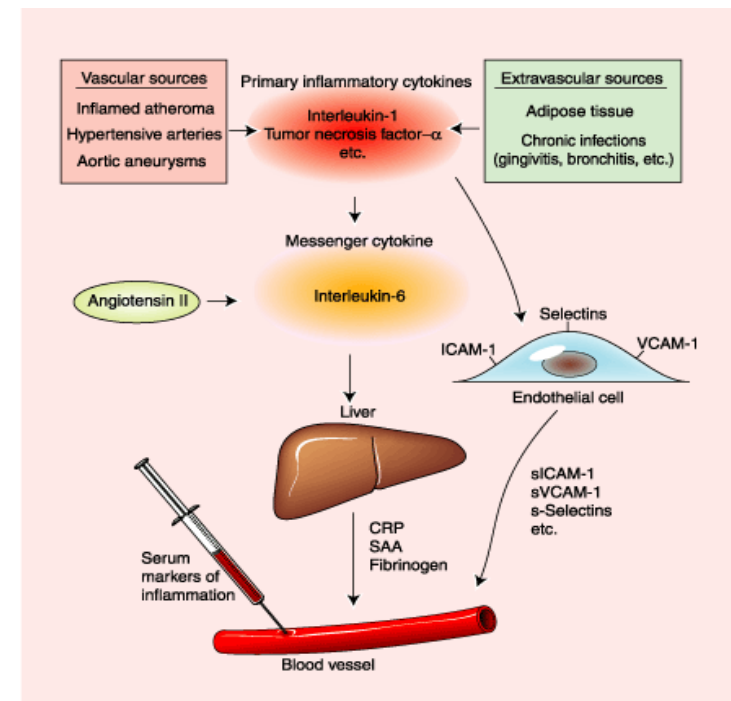 Vascular sources
Inflamed atheroma
Hypertensive arteries
Aortic aneurysms
Primary inflammatory cytokines
Interleukin-1
Tumor necrosis factor–α
etc.
Extravascular sources
Adipose tissue
Chronic infections
(gingivitis, bronchitis, etc.)
Messenger cytokine
Angiotensin II
Interleukin-6
Selectins
ICAM-1
VCAM-1
Endothelial cell
Liver
sICAM-1
sVCAM-1
s-Selectins
etc.
CRP
SAA
Fibrinogen
Serum
markers of
inflammation
Blood vessel